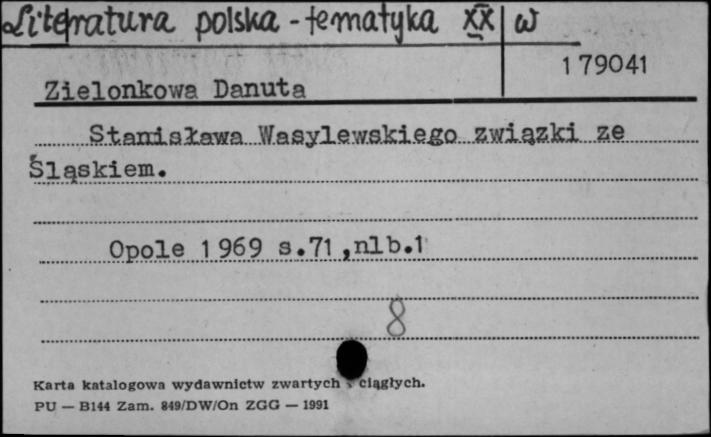 Literatura polska - tematyka XX w
179041
Zielonkowa Danuta
Stanisława Wasylewskiego związki ze
Śląskiem.
Opole 1969 s.71,nlb.1
8
Karta katalogowa wydawnictw zwartych i ciągłych.
PU — B144 Zam. 849/DW/On ZGG — 1991